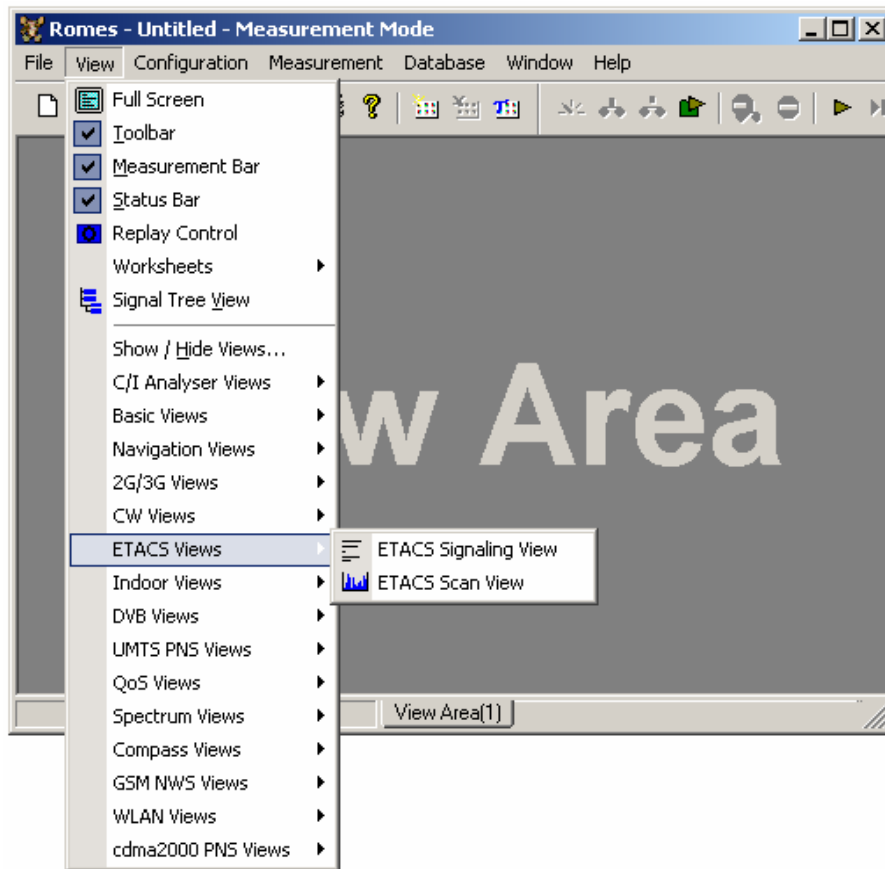 Romes - Untitled - Measurement Mode
File View Configuration Measurement Database Window Help
Full Screen
Toolbar
Measurement Bar
Status Bar
Replay Control
Worksheets
Signal Tree View
Show / Hide Views...
C/I Analyser Views
Basic Views
Navigation Views
2G/3G Views
CW Views
ETACS Views
Indoor Views
DVB Views
UMTS PNS Views
QoS Views
Spectrum Views
Compass Views
GSM NWS Views
WLAN Views
cdma2000 PNS Views
ETACS Signaling View
ETACS Scan View
w Area
View Area(1)